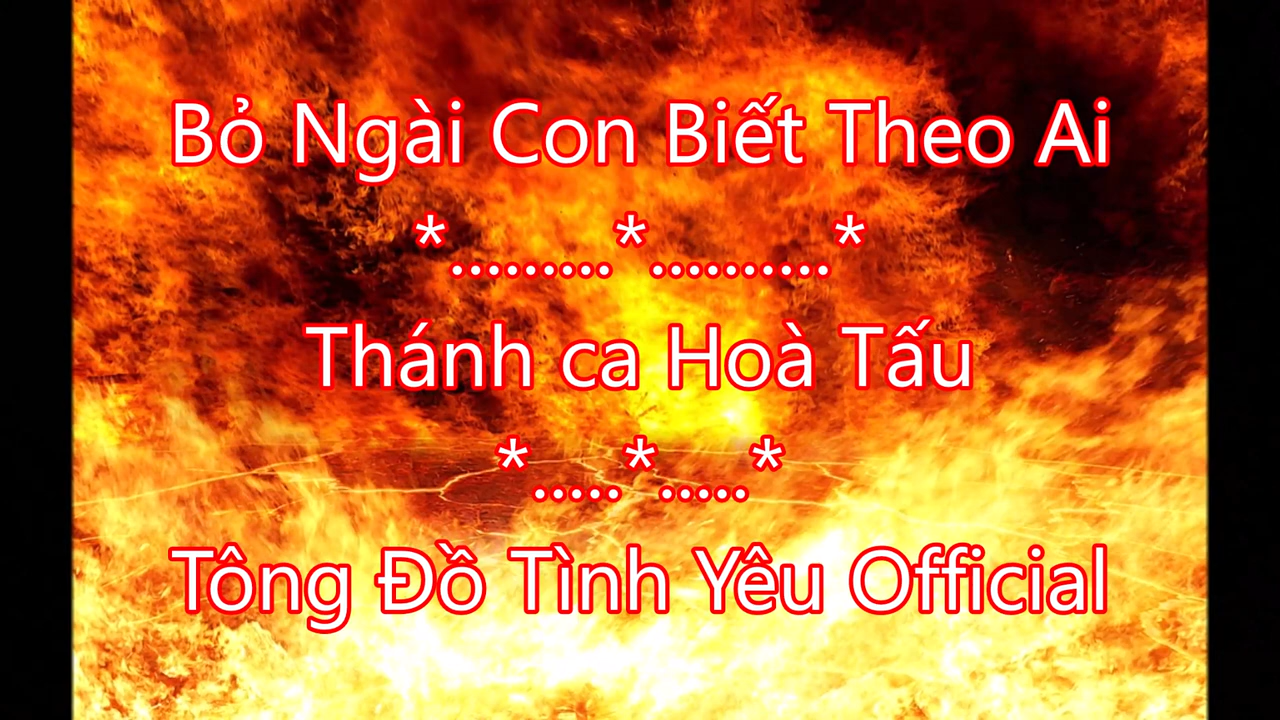 Bỏ Ngài Con Biết Theo Ai
*.........*..........*
Thánh ca Hoà Tấu
*.....*.....*
Tông Đồ Tình Yêu Official